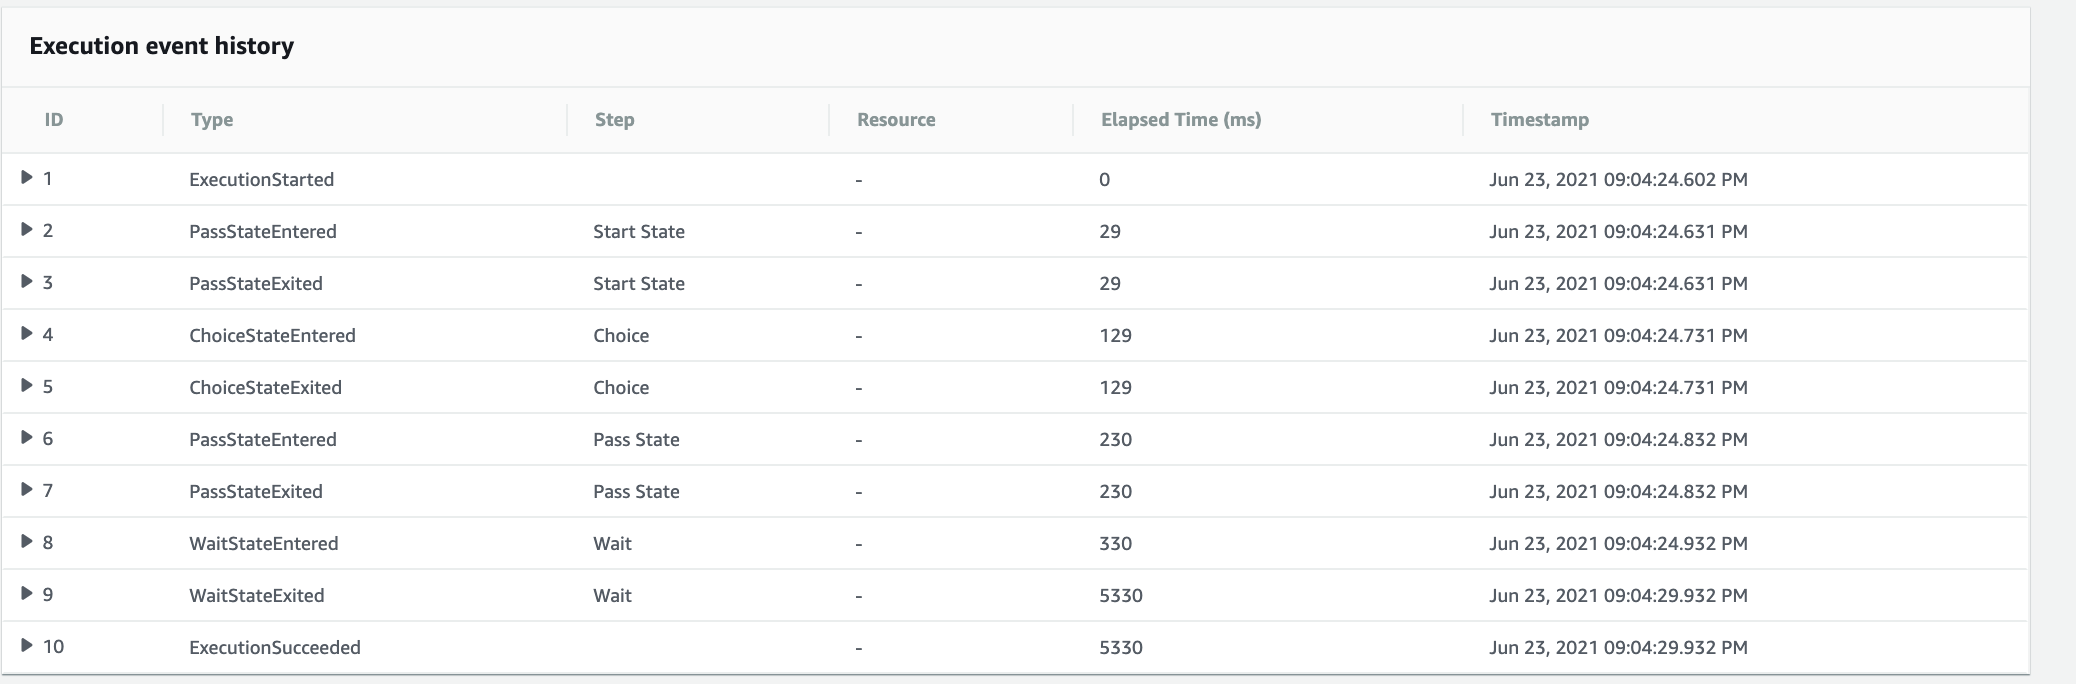 Execution event history
ID Type Step Resource Elapsed Time (ms) Timestamp
1 ExecutionStarted - 0 Jun 23, 2021 09:04:24.602 PM
2 PassStateEntered Start State - 29 Jun 23, 2021 09:04:24.631 PM
3 PassStateExited Start State - 29 Jun 23, 2021 09:04:24.631 PM
4 ChoiceStateEntered Choice - 129 Jun 23, 2021 09:04:24.731 PM
5 ChoiceStateExited Choice - 129 Jun 23, 2021 09:04:24.731 PM
6 PassStateEntered Pass State - 230 Jun 23, 2021 09:04:24.832 PM
7 PassStateExited Pass State - 230 Jun 23, 2021 09:04:24.832 PM
8 WaitStateEntered Wait - 330 Jun 23, 2021 09:04:24.932 PM
9 WaitStateExited Wait - 5330 Jun 23, 2021 09:04:29.932 PM
10 ExecutionSucceeded - 5330 Jun 23, 2021 09:04:29.932 PM